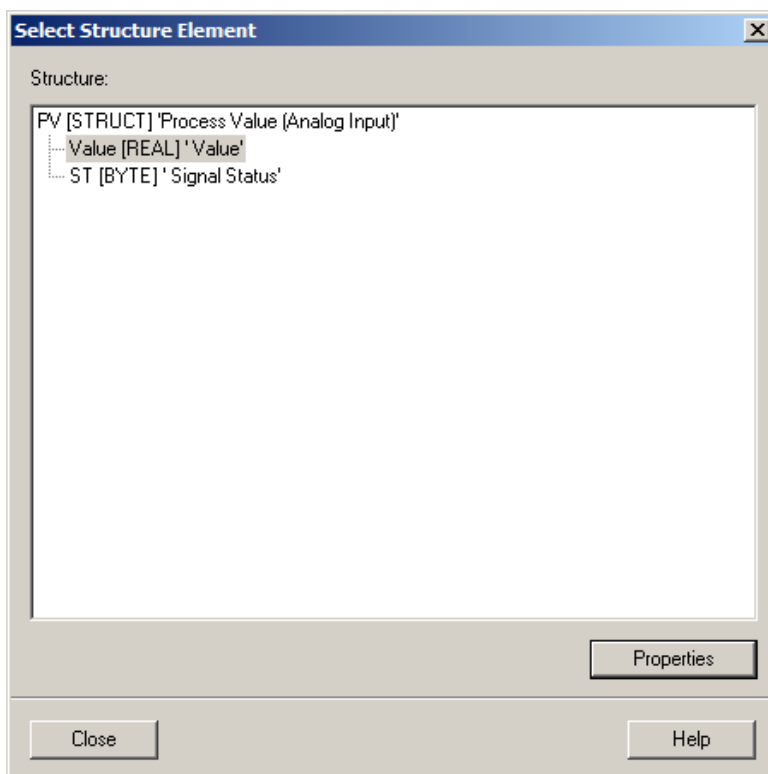 Select Structure Element
Structure:
PV [STRUCT] 'Process Value (Analog Input)'
Value [REAL] ' Value'
ST [BYTE] ' Signal Status'
Properties
Close
Help